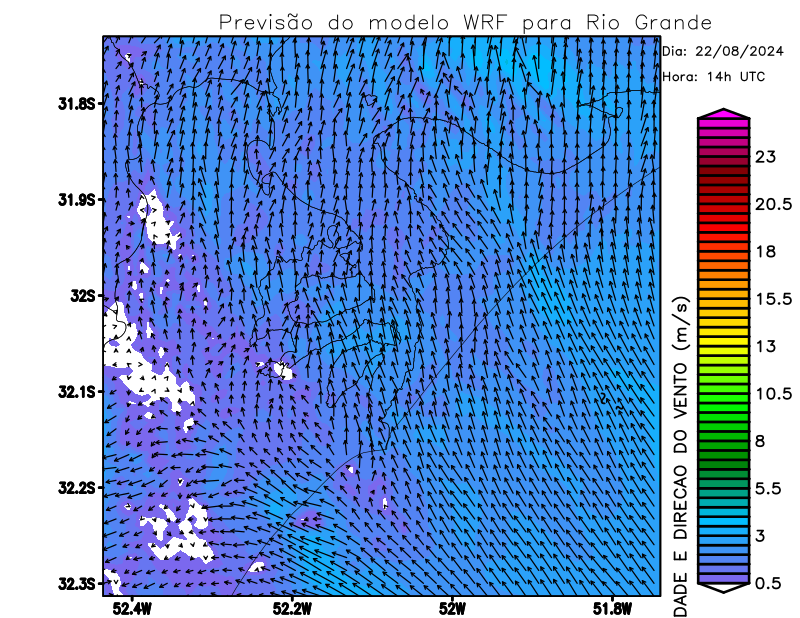 Previsão do modelo WRF para Rio Grande
Dia: 22/08/2024
Hora: 14h UTC
31.8S
31.9S
32S
32.1S
32.2S
32.3S
52.4W
52.2W
52W
51.8W
23
20.5
18
15.5
13
10.5
8
5.5
3
0.5
DADE E DIRECAO DO VENTO (m/s)